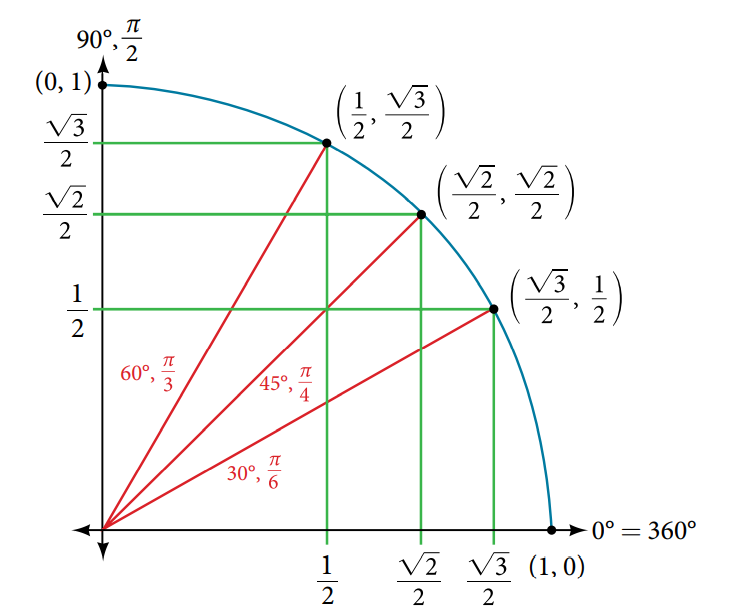 90°, π/2
(0, 1)
(1/2, √3/2)
√3/2
(√2/2, √2/2)
√2/2
(√3/2, 1/2)
1/2
60°, π/3
45°, π/4
30°, π/6
0° = 360°
1/2 √2/2 √3/2 (1, 0)